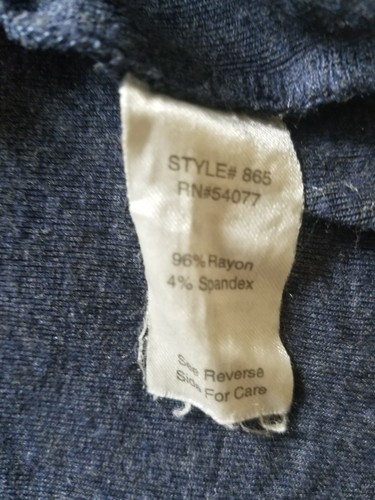 STYLE# 865
RN#54077
96% Rayon
4% Spandex
See Reverse
Side For Care